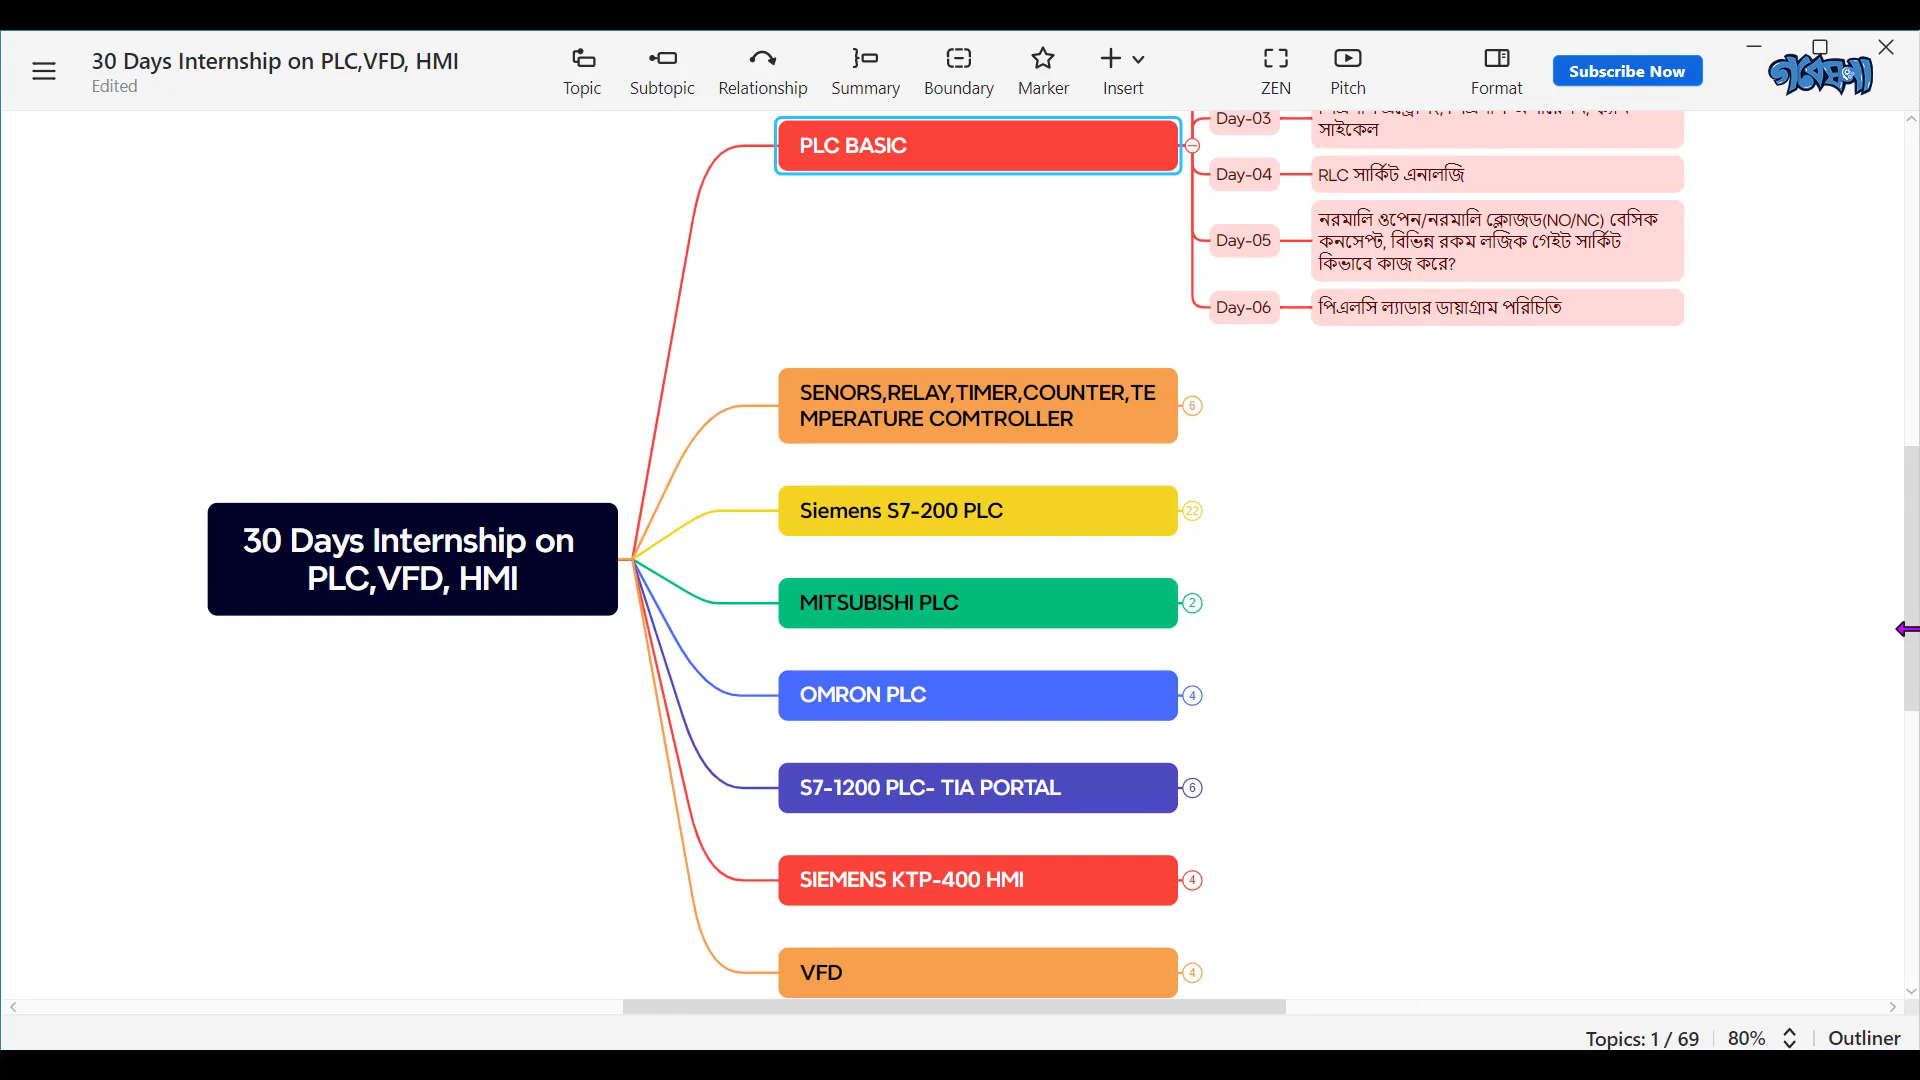 30 Days Internship on PLC,VFD, HMI
Edited
Topic
Subtopic
Relationship
Summary
Boundary
Marker
Insert
ZEN
Pitch
Format
Subscribe Now
গবেষণা
PLC BASIC
Day-03
সাইকেল
Day-04
RLC সার্কিট এনালজি
Day-05
নরমালি ওপেন/নরমালি ক্লোজড(NO/NC) বেসিক
কনসেপ্ট, বিভিন্ন রকম লজিক গেইট সার্কিট
কিভাবে কাজ করে?
Day-06
পিএলসি ল্যাডার ডায়াগ্রাম পরিচিতি
SENORS,RELAY,TIMER,COUNTER,TE
MPERATURE COMTROLLER
6
Siemens S7-200 PLC
22
30 Days Internship on
PLC,VFD, HMI
MITSUBISHI PLC
2
OMRON PLC
4
S7-1200 PLC- TIA PORTAL
6
SIEMENS KTP-400 HMI
4
VFD
4
Topics: 1 / 69
80%
Outliner